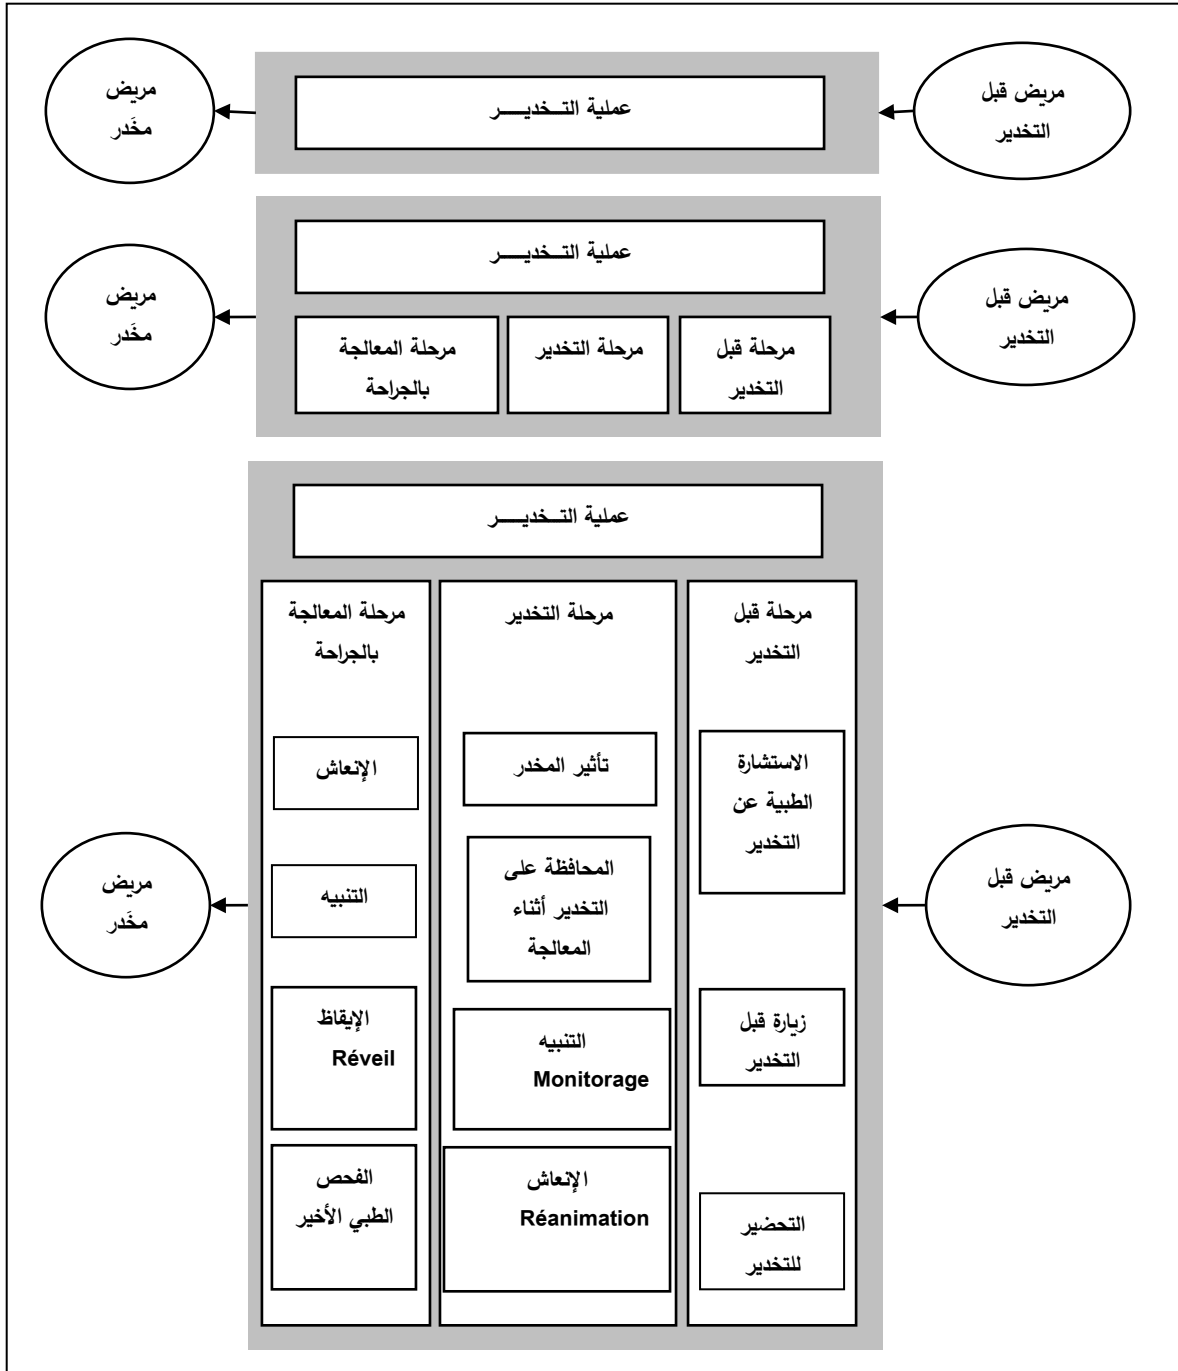 مريض قبل
التخدير
عملية التـخديـــــر
مريض
مخَدر
مريض قبل
التخدير
عملية التـخديـــــر
مرحلة قبل
التخدير
مرحلة التخدير
مرحلة المعالجة
بالجراحة
مريض
مخَدر
عملية التـخديـــــر
مرحلة قبل
التخدير
الاستشارة
الطبية عن
التخدير
زيارة قبل
التخدير
التحضير
للتخدير
مرحلة التخدير
تأثير المخدر
المحافظة على
التخدير أثناء
المعالجة
التنبيه
Monitorage
الإنعاش
Réanimation
مرحلة المعالجة
بالجراحة
الإنعاش
التنبيه
الإيقاظ
Réveil
الفحص
الطبي الأخير
مريض قبل
التخدير
مريض
مخَدر